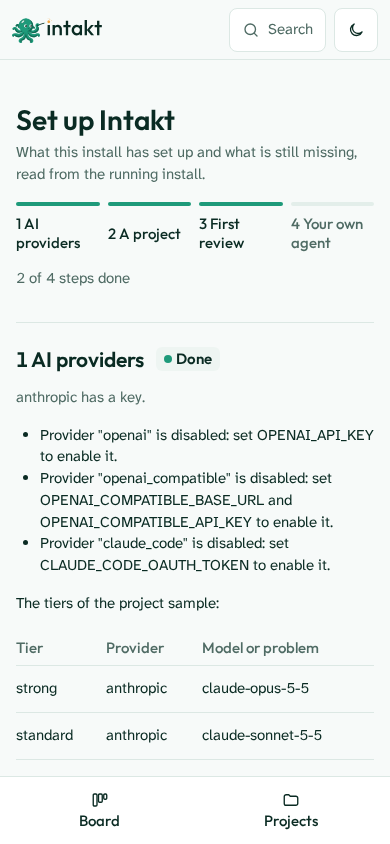 intakt
Search
Set up Intakt
What this install has set up and what is still missing,
read from the running install.
1 AI
providers
2 A project
3 First
review
4 Your own
agent
2 of 4 steps done
1 AI providers
Done
anthropic has a key.
Provider "openai" is disabled: set OPENAI_API_KEY
to enable it.
Provider "openai_compatible" is disabled: set
OPENAI_COMPATIBLE_BASE_URL and
OPENAI_COMPATIBLE_API_KEY to enable it.
Provider "claude_code" is disabled: set
CLAUDE_CODE_OAUTH_TOKEN to enable it.
The tiers of the project sample:
Tier Provider Model or problem
strong anthropic claude-opus-5-5
standard anthropic claude-sonnet-5-5
Board
Projects